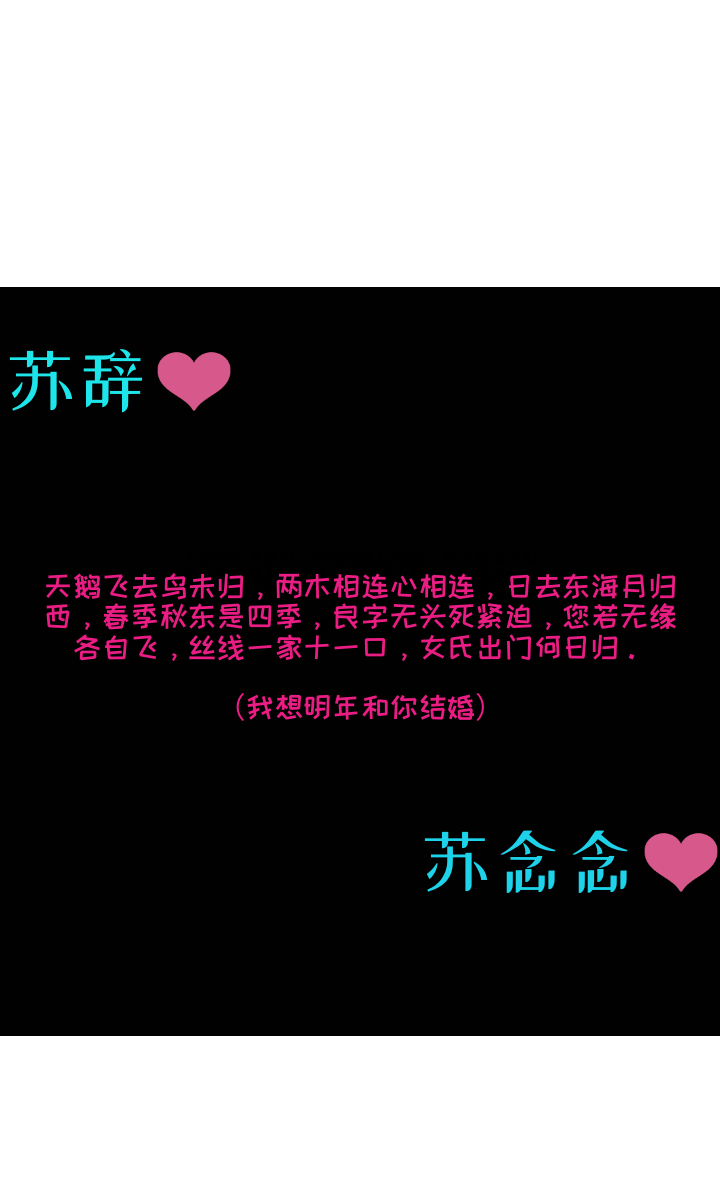 苏辞
天鹅飞去鸟未归，两木相连心相连，日去东海月归
西，春季秋东是四季，良字无头死紧迫，您若无缘
各自飞，丝线一家十一口，女氏出门何日归．
（我想明年和你结婚）
苏念念